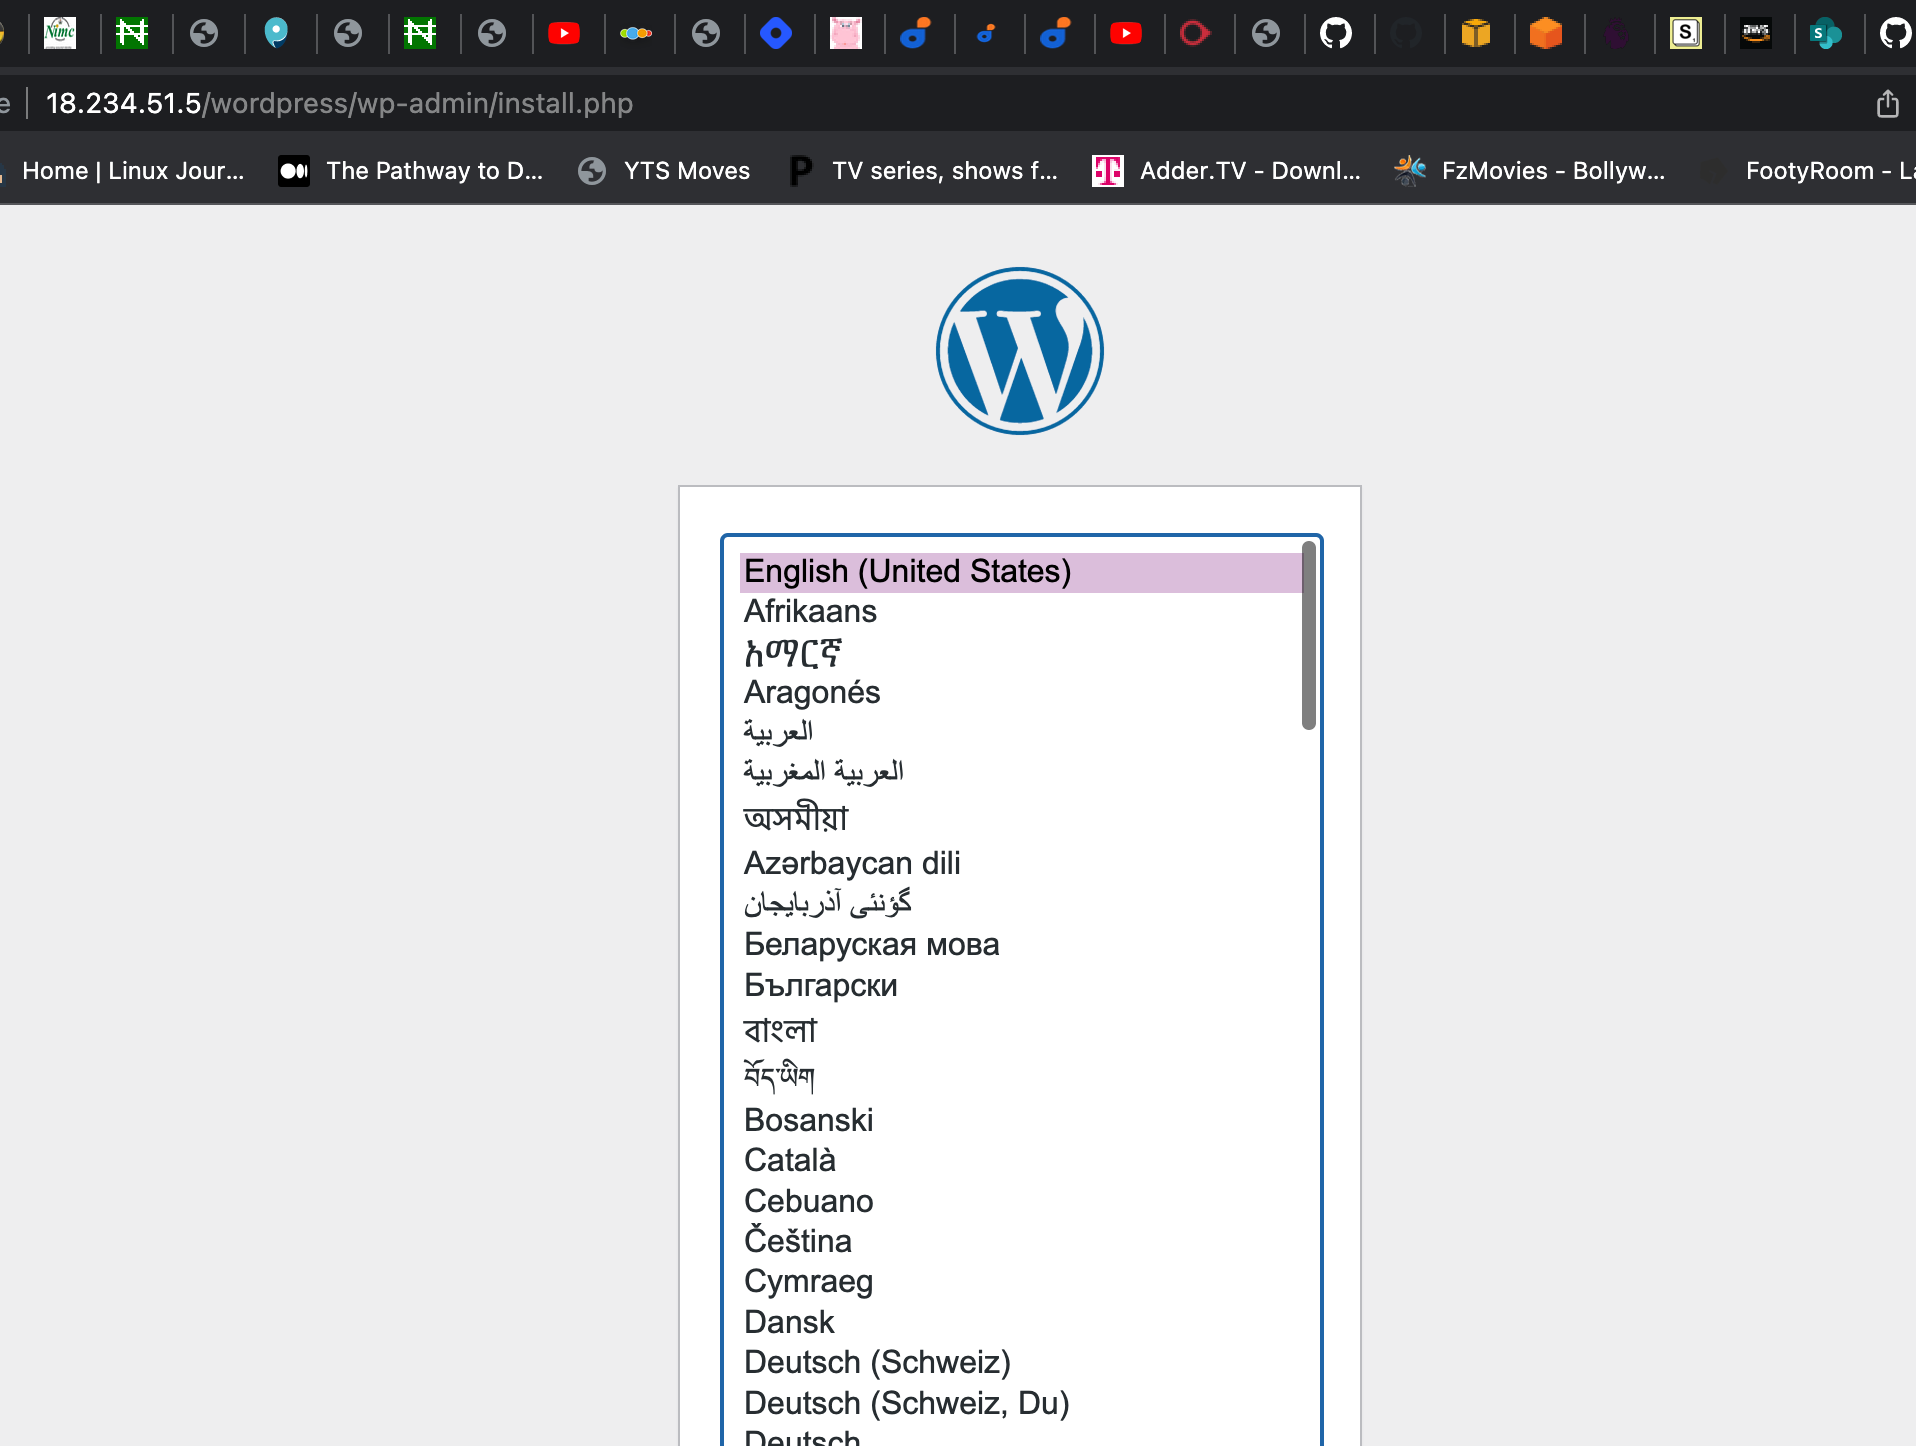 Nimc
e | 18.234.51.5/wordpress/wp-admin/install.php
Home | Linux Jour... The Pathway to D... YTS Moves TV series, shows f... Adder.TV - Downl... FzMovies - Bollyw... FootyRoom - La
English (United States)
Afrikaans
አማርኛ
Aragonés
العربية
العربية المغربية
অসমীয়া
Azərbaycan dili
گؤنئی آذربایجان
Беларуская мова
Български
বাংলা
བོད་ཡིག
Bosanski
Català
Cebuano
Čeština
Cymraeg
Dansk
Deutsch (Schweiz)
Deutsch (Schweiz, Du)
Deutsch